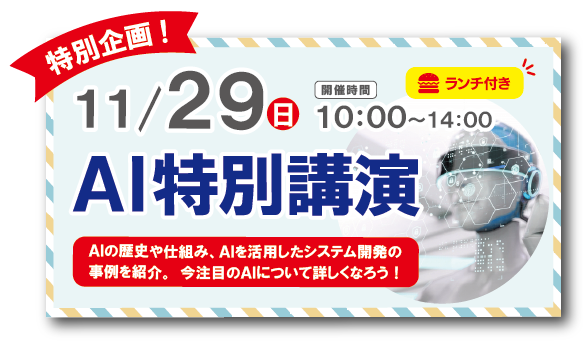 特別企画！
11/29日
開催時間
10:00～14:00
ランチ付き
AI特別講演
AIの歴史や仕組み、AIを活用したシステム開発の
事例を紹介。 今注目のAIについて詳しくなろう！